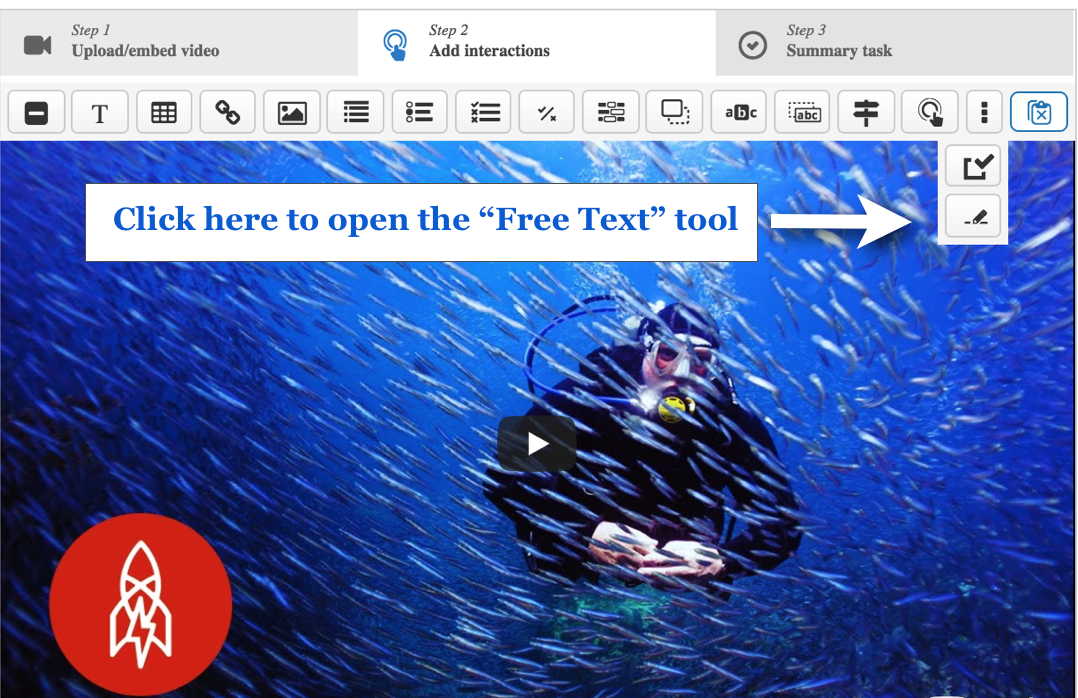 Step 1
Upload/embed video
Step 2
Add interactions
Step 3
Summary task
T
abc
abc
Click here to open the “Free Text” tool